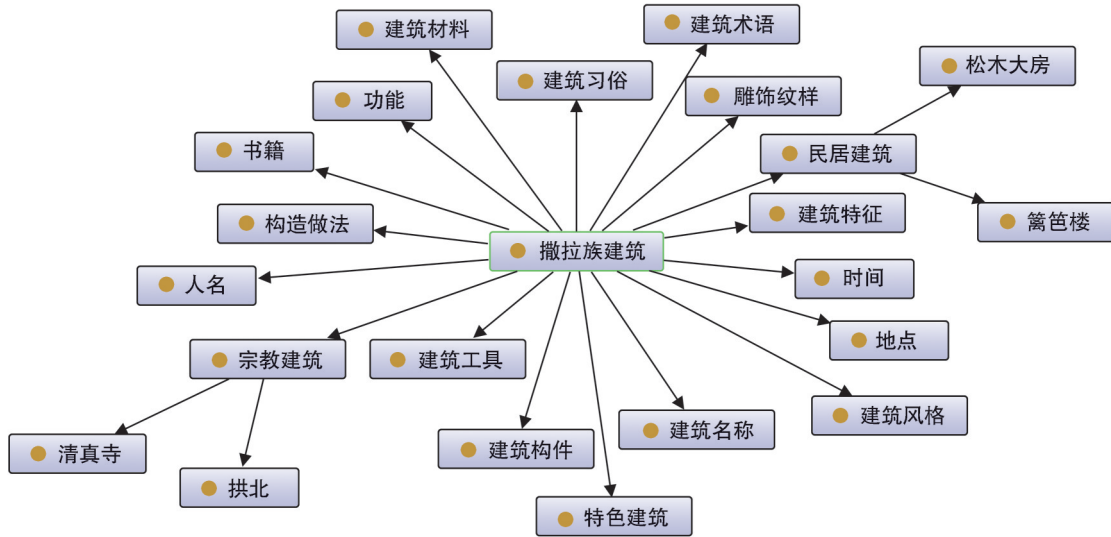 建筑材料
建筑术语
松木大房
建筑习俗
功能
雕饰纹样
书籍
民居建筑
构造做法
建筑特征
篱笆楼
撒拉族建筑
人名
时间
地点
宗教建筑
建筑工具
建筑风格
建筑名称
清真寺
建筑构件
拱北
特色建筑